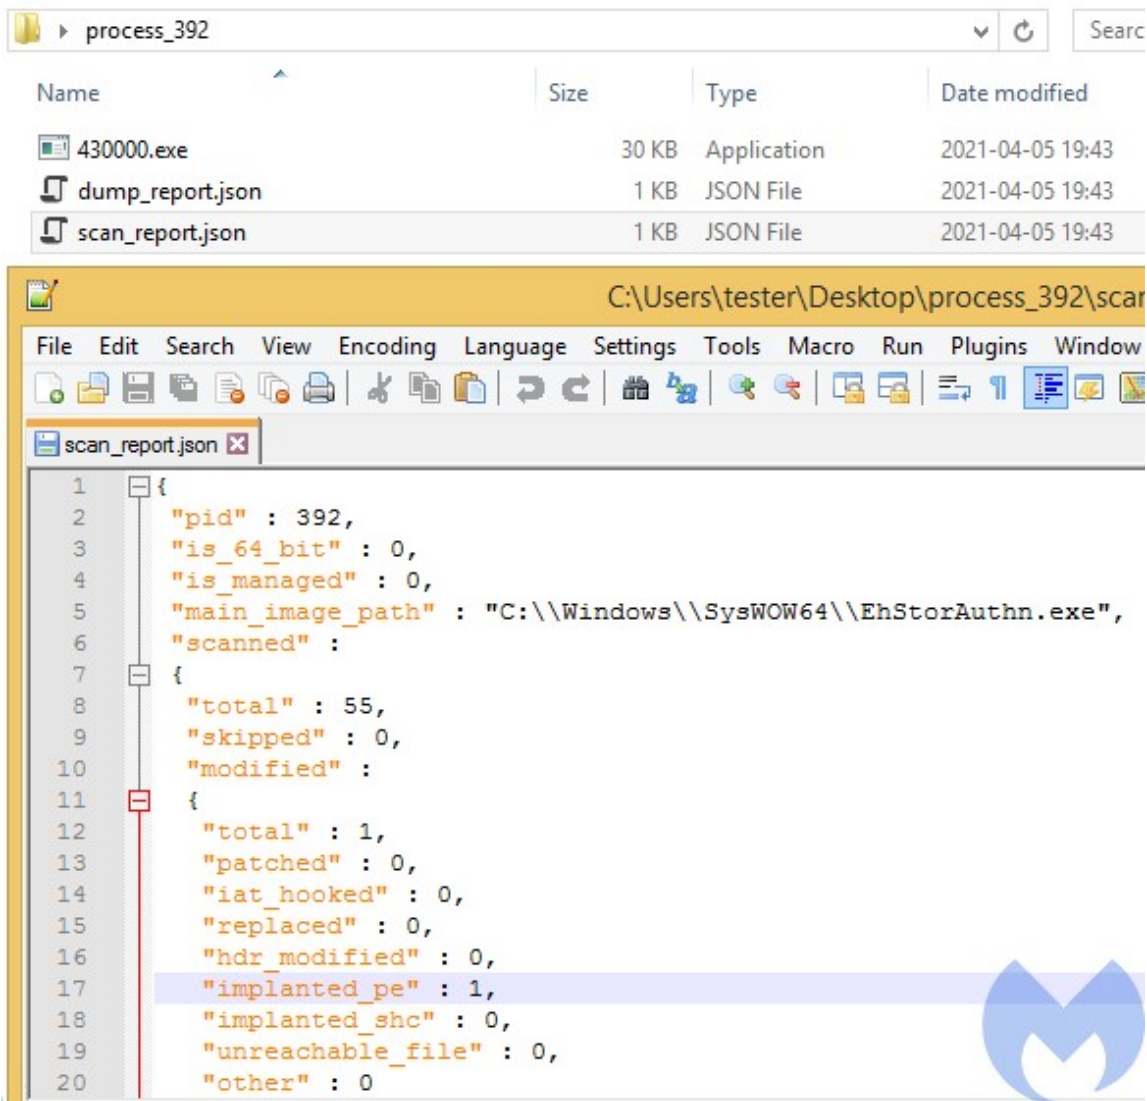 process_392
Searc
Name Size Type Date modified
430000.exe 30 KB Application 2021-04-05 19:43
dump_report.json 1 KB JSON File 2021-04-05 19:43
scan_report.json 1 KB JSON File 2021-04-05 19:43
C:\Users\tester\Desktop\process_392\scan
File Edit Search View Encoding Language Settings Tools Macro Run Plugins Window
scan_report.json
1 {
2 "pid" : 392,
3 "is_64_bit" : 0,
4 "is_managed" : 0,
5 "main_image_path" : "C:\\Windows\\SysWOW64\\EhStorAuthn.exe",
6 "scanned" :
7 {
8 "total" : 55,
9 "skipped" : 0,
10 "modified" :
11 {
12 "total" : 1,
13 "patched" : 0,
14 "iat_hooked" : 0,
15 "replaced" : 0,
16 "hdr_modified" : 0,
17 "implanted_pe" : 1,
18 "implanted_shc" : 0,
19 "unreachable_file" : 0,
20 "other" : 0